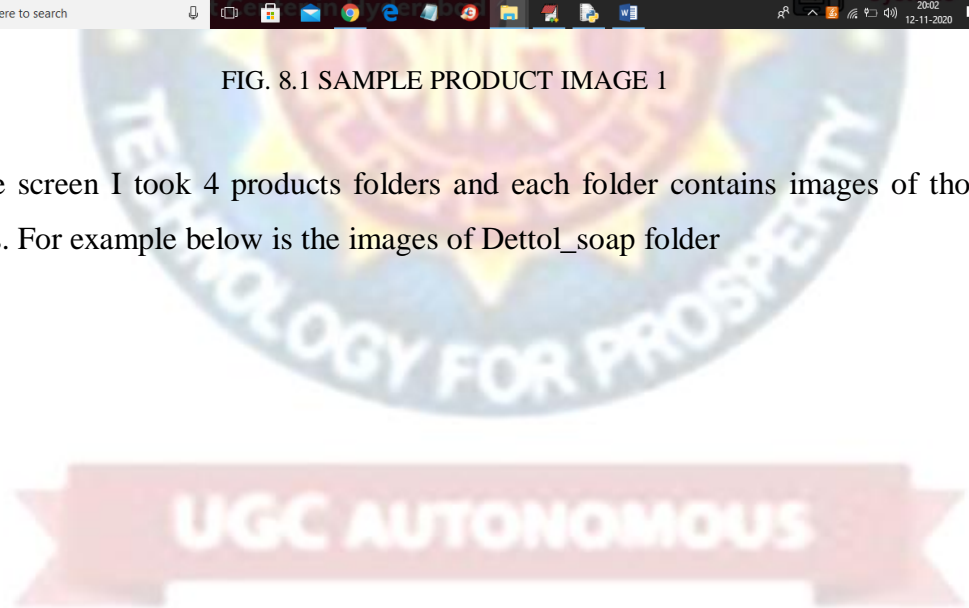 ere to search
20:02
12-11-2020
FIG. 8.1 SAMPLE PRODUCT IMAGE 1
e screen I took 4 products folders and each folder contains images of tho
. For example below is the images of Dettol_soap folder
TECHNOLOGY FOR PROSPERITY
UGC AUTONOMOUS